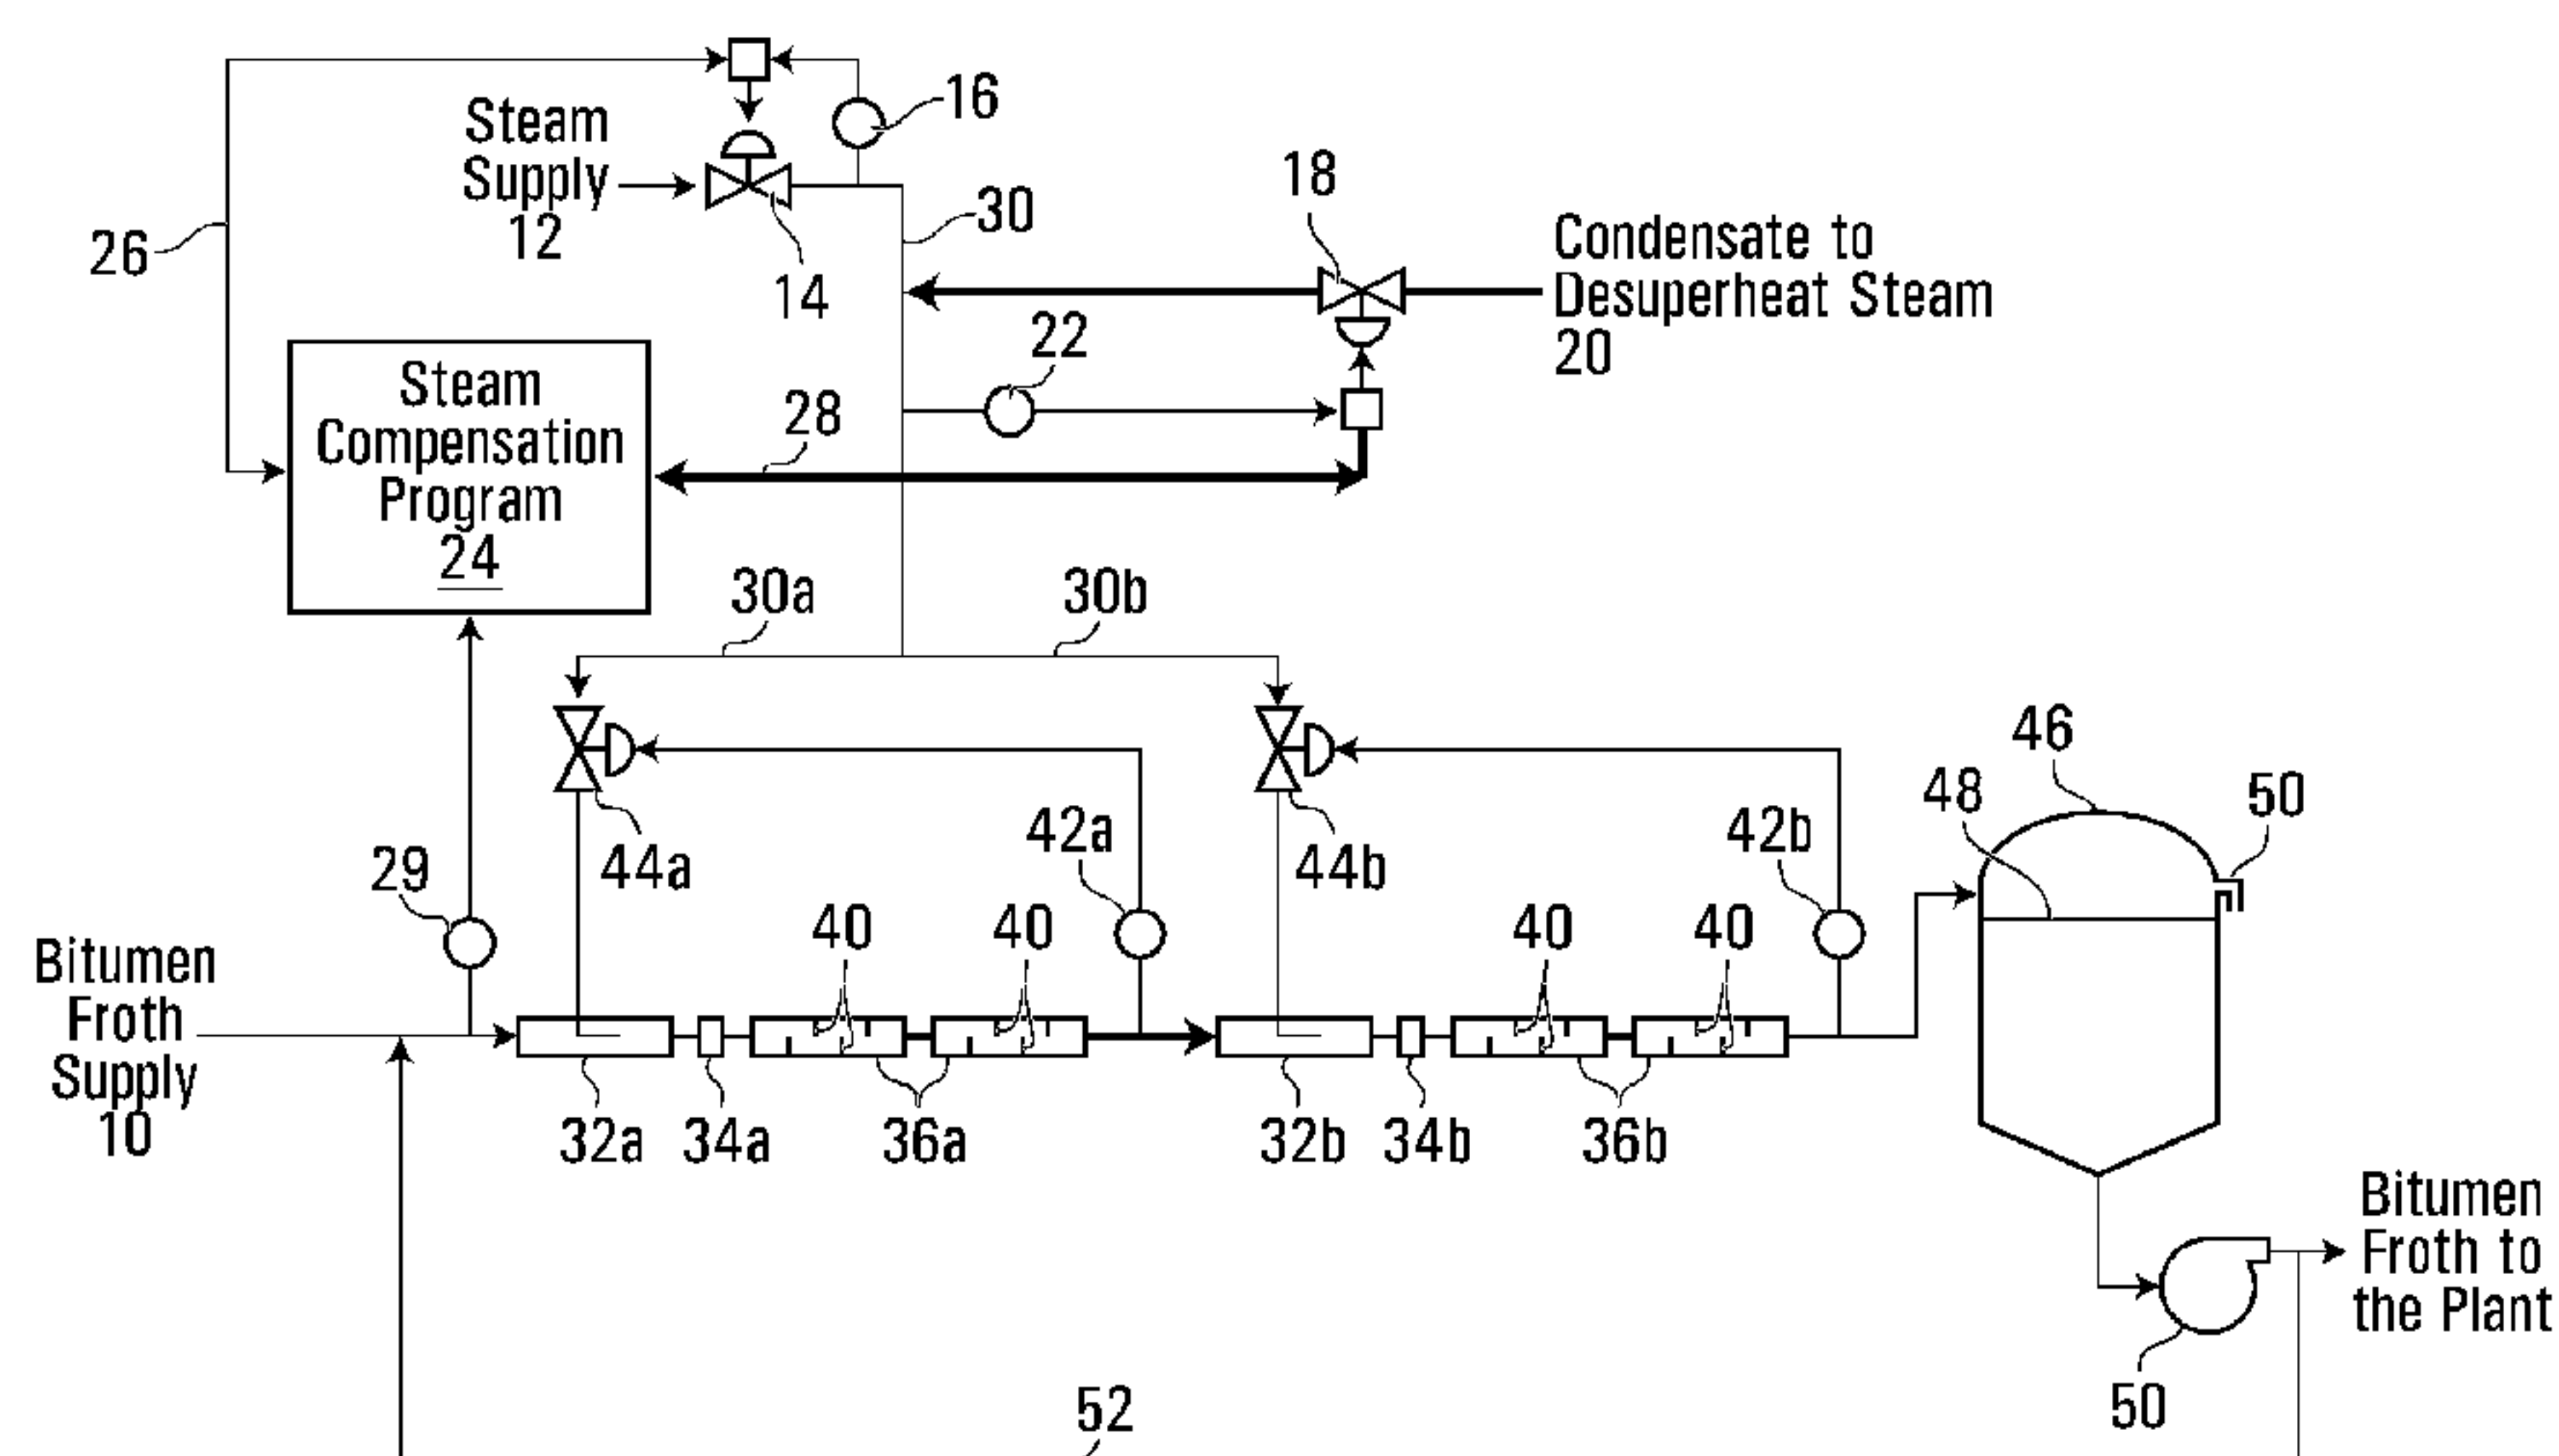 16
Steam
Supply
12
26
14
30
18
Condensate to
Desuperheat Steam
20
22
28
Steam
Compensation
Program
24
30a
30b
46
48
50
44a
42a
44b
42b
29
40
40
40
40
Bitumen
Froth
Supply
10
32a
34a
36a
32b
34b
36b
Bitumen
Froth to
the Plant
50
52